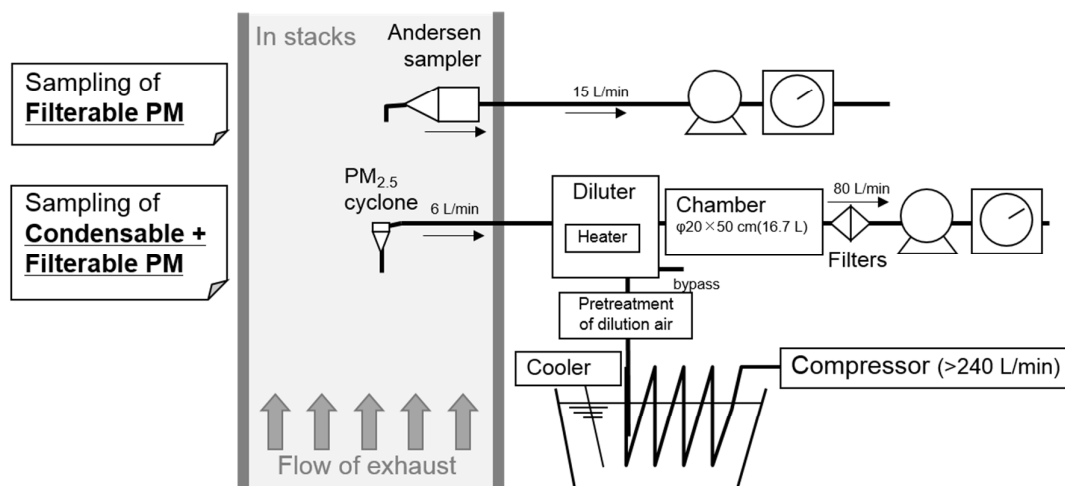 In stacks
Andersen
sampler
Sampling of
Filterable PM
15 L/min
Sampling of
Condensable +
Filterable PM
PM2.5
cyclone
6 L/min
Diluter
Heater
Chamber
φ20×50 cm(16.7 L)
80 L/min
Filters
bypass
Pretreatment
of dilution air
Cooler
Compressor (>240 L/min)
Flow of exhaust